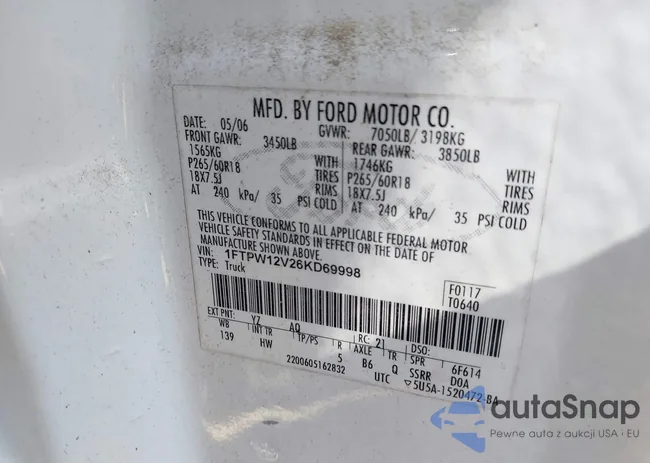 MFD. BY FORD MOTOR CO.
DATE: 05/06 GVWR: 7050LB/ 3198KG
FRONT GAWR: 3450LB REAR GAWR: 3850LB
1565KG WITH 1746KG WITH
P265/60R18 TIRES P265/60R18 TIRES
18X7.5J RIMS 18X7.5J RIMS
AT 240 kPa/ 35 PSI COLD AT 240 kPa/ 35 PSI COLD
THIS VEHICLE CONFORMS TO ALL APPLICABLE FEDERAL MOTOR
VEHICLE SAFETY STANDARDS IN EFFECT ON THE DATE OF
MANUFACTURE SHOWN ABOVE.
VIN: 1FTPW12V26KD69998
TYPE: Truck
F0117
T0640
EXT PNT: YZ AQ RC: 21 DSO:
WB INT TR TP/PS R AXLE TR SPR 6F614
139 HW 5 B6 Q SSRR DOA
2200605162832 UTC ▽5U5A-1520472-BA
autaSnap
Pewne auta z aukcji USA i EU